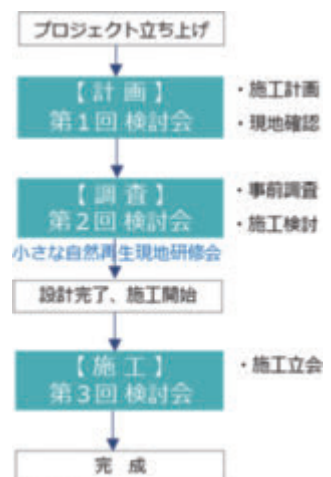 プロジェクト立ち上げ
【計画】
第1回 検討会
・施工計画
・現地確認
【調査】
第2回 検討会
・事前調査
・施工検討
小さな自然再生現地研修会
設計完了、施工開始
【施工】
第3回 検討会
・施工立会
完 成